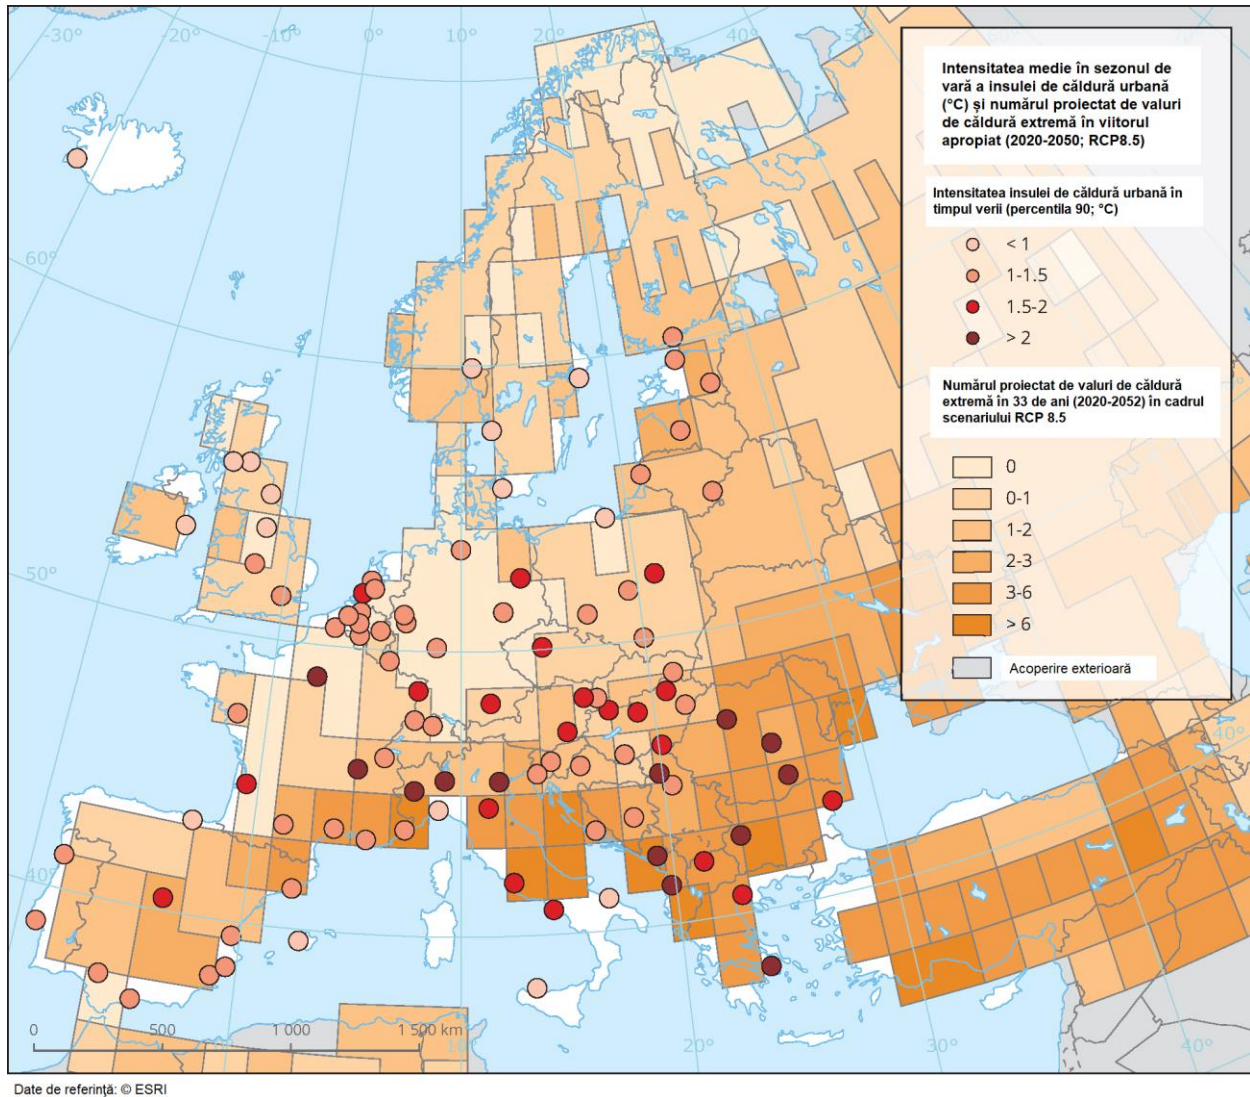 -30°
-20°
-10°
0°
10°
20°
30°
40°
50°
60°
70°
60°
50°
40°
Intensitatea medie în sezonul de
vară a insulei de căldură urbană
(°C) și numărul proiectat de valuri
de căldură extremă în viitorul
apropiat (2020-2050; RCP8.5)
Intensitatea insulei de căldură urbană în
timpul verii (percentila 90; °C)
< 1
1-1.5
1.5-2
> 2
Numărul proiectat de valuri de căldură
extremă în 33 de ani (2020-2052) în cadrul
scenariului RCP 8.5
0
0-1
1-2
2-3
3-6
> 6
Acoperire exterioară
40°
0
500
1 000
1 500 km
10°
20°
30°
40°
Date de referință: © ESRI